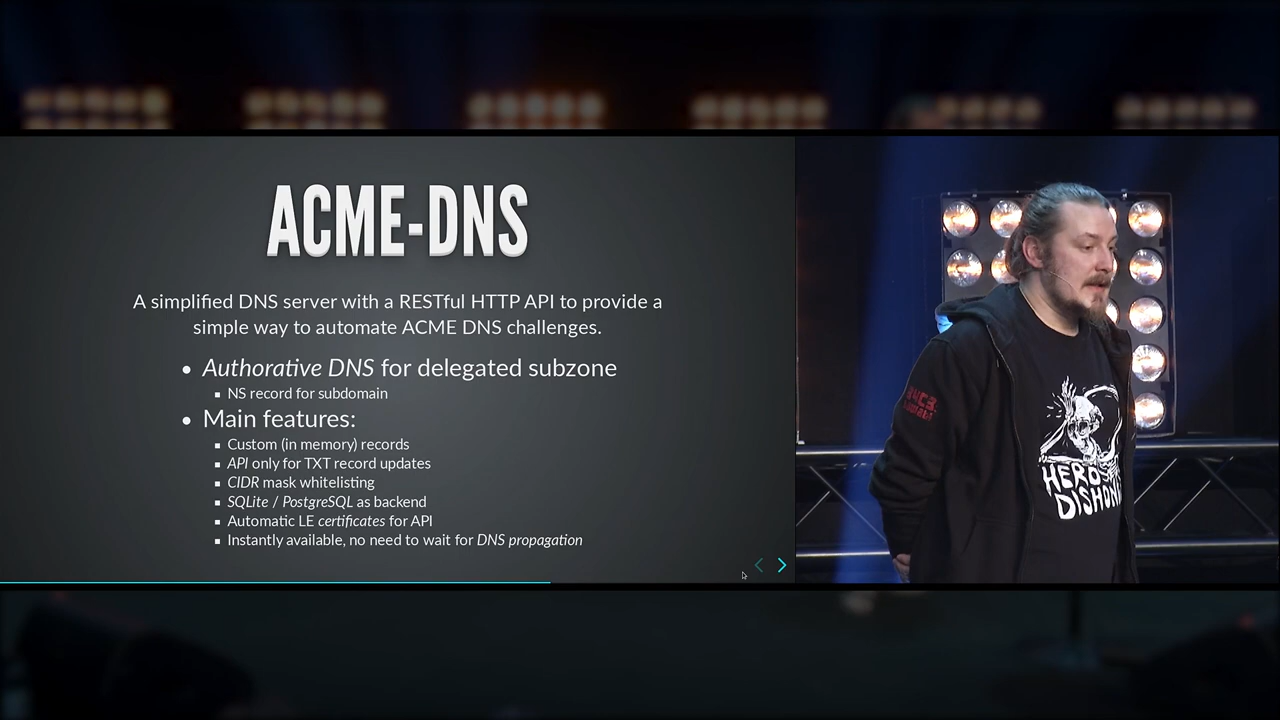 ACME-DNS
A simplified DNS server with a RESTful HTTP API to provide a
simple way to automate ACME DNS challenges.
Authorative DNS for delegated subzone
NS record for subdomain
Main features:
Custom (in memory) records
API only for TXT record updates
CIDR mask whitelisting
SQLite / PostgreSQL as backend
Automatic LE certificates for API
Instantly available, no need to wait for DNS propagation